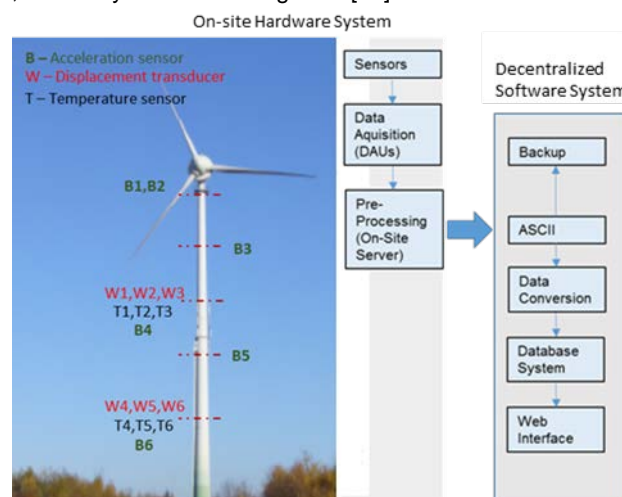 On-site Hardware System
B – Acceleration sensor
W – Displacement transducer
T – Temperature sensor
B1,B2
B3
W1,W2,W3
T1,T2,T3
B4
B5
W4,W5,W6
T4,T5,T6
B6
Sensors
Data
Aquisition
(DAUs)
Pre-
Processing
(On-Site
Server)
Decentralized
Software System
Backup
ASCII
Data
Conversion
Database
System
Web
Interface